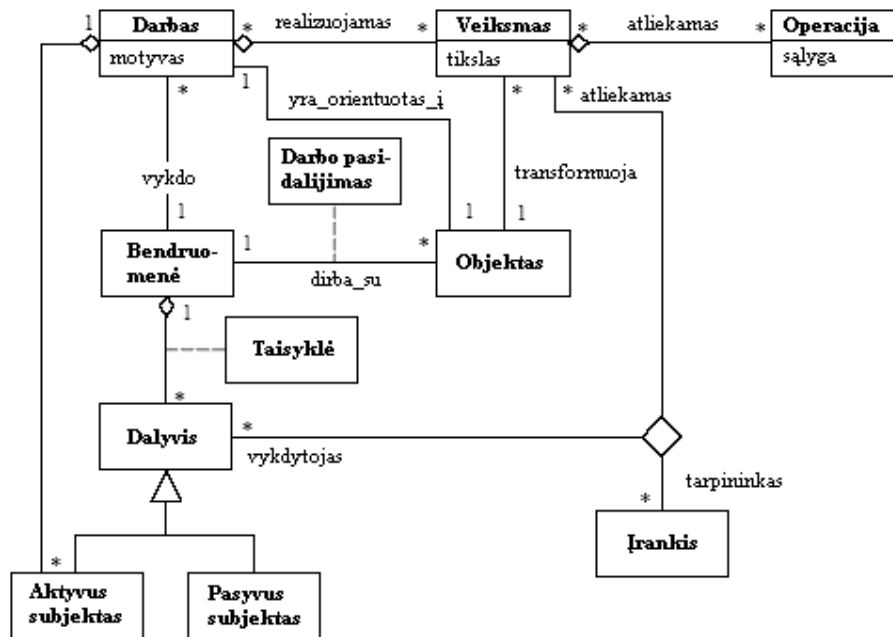 1 Darbas * realizuojamas * Veiksmas * atliekamas * Operacija
motyvas tikslas sąlyga
* 1 * * atliekamas
yra_orientuotas_į
Darbo pasi-
dalijimas
vykdo transformuoja
1 1 1
Bendruo-
menė
1 * Objektas
dirba_su
1
Taisyklė
*
Dalyvis *
vykdytojas
tarpininkas
*
Įrankis
*
Aktyvus
subjektas
Pasyvus
subjektas